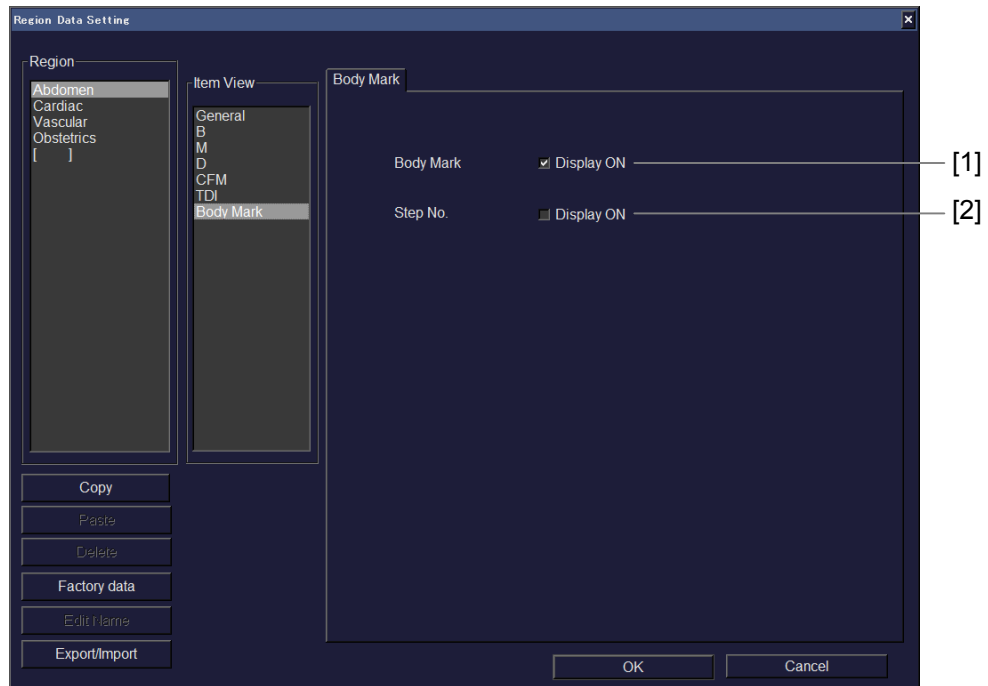 Region Data Setting
Region
Abdomen
Cardiac
Vascular
Obstetrics
[ ]
Copy
Paste
Delete
Factory data
Edit Name
Export/Import
Item View
General
B
M
D
CFM
TDI
Body Mark
Body Mark
Body Mark Display ON [1]
Step No. Display ON [2]
OK Cancel